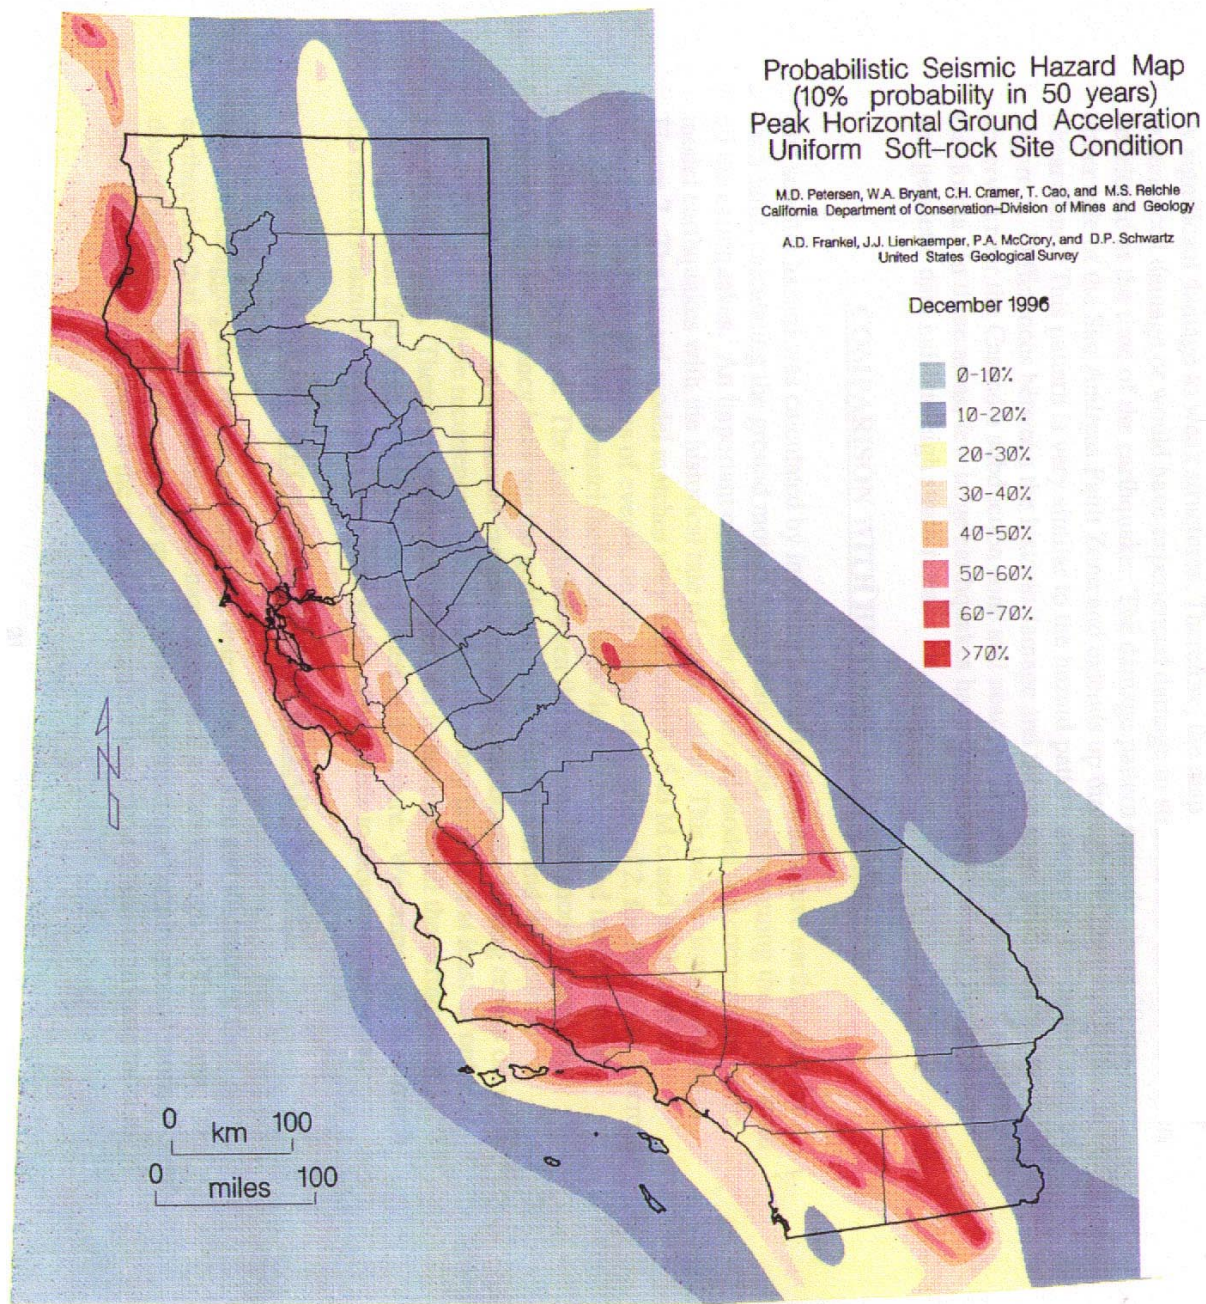 Probabilistic Seismic Hazard Map
(10% probability in 50 years)
Peak Horizontal Ground Acceleration
Uniform Soft-rock Site Condition
M.D. Petersen, W.A. Bryant, C.H. Cramer, T. Cao, and M.S. Reichle
California Department of Conservation-Division of Mines and Geology
A.D. Frankel, J.J. Lienkaemper, P.A. McCrory, and D.P. Schwartz
United States Geological Survey
December 1996
0-10%
10-20%
20-30%
30-40%
40-50%
50-60%
60-70%
>70%
N
0 100
km
0 100
miles